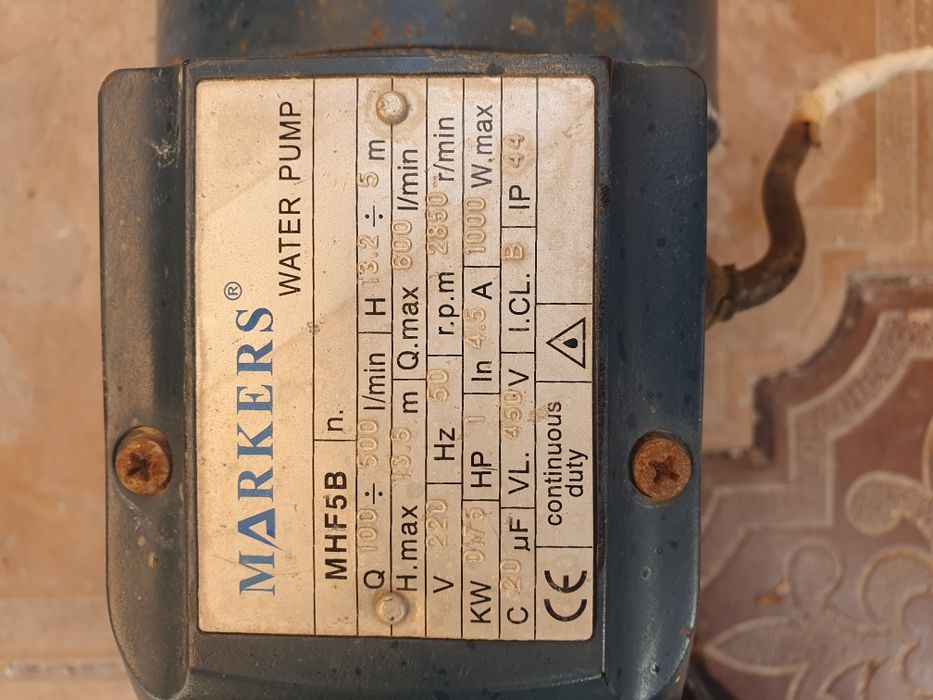 MARKERS®
WATER PUMP
MHF5B n.
Q 100 ÷ 500 l/min H 13.2 ÷ 5 m
H.max 13.5 m Q.max 600 l/min
V 220 Hz 50 r.p.m 2850 r/min
KW 0.75 HP 1 In 4.5 A 1000 W.max
C 20 µF VL. 450 V I.CL. B IP 44
CE continuous
duty